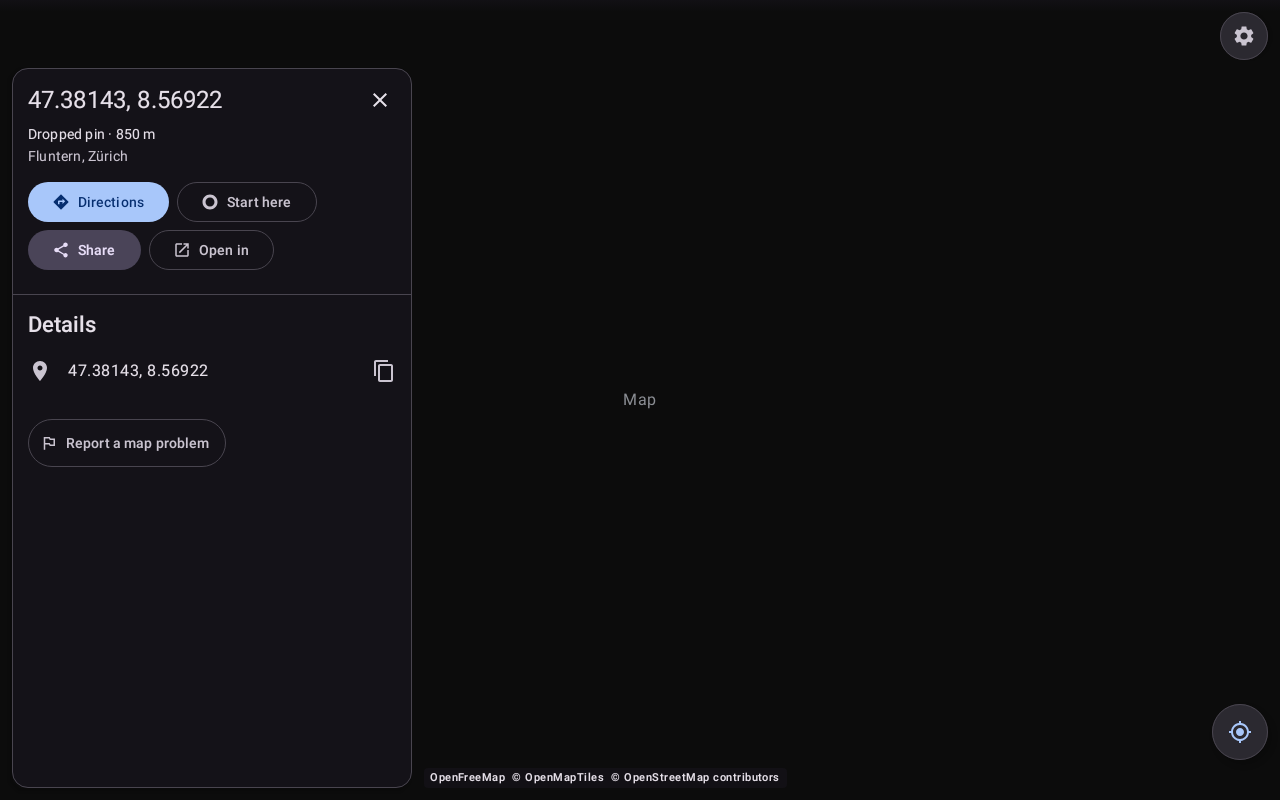 47.38143, 8.56922
Dropped pin · 850 m
Fluntern, Zürich
Directions
Start here
Share
Open in
Details
47.38143, 8.56922
Report a map problem
Map
OpenFreeMap © OpenMapTiles © OpenStreetMap contributors